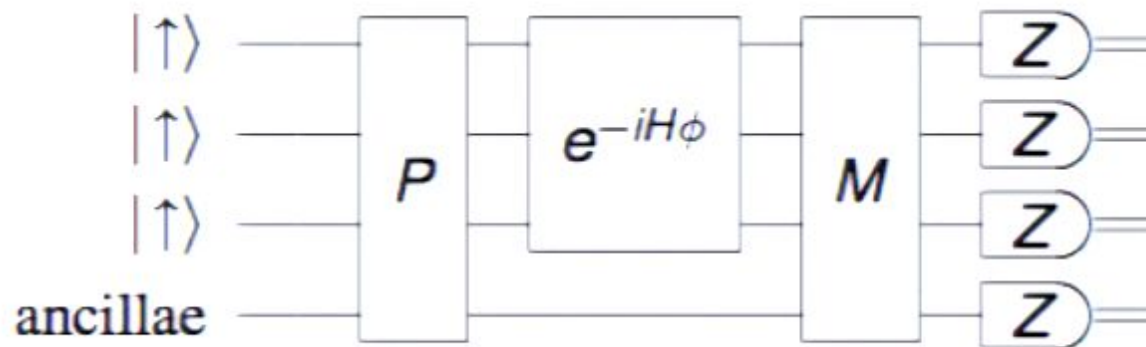 |↑⟩ Z
|↑⟩ P e^{-iHϕ} M Z
|↑⟩ Z
ancillae Z